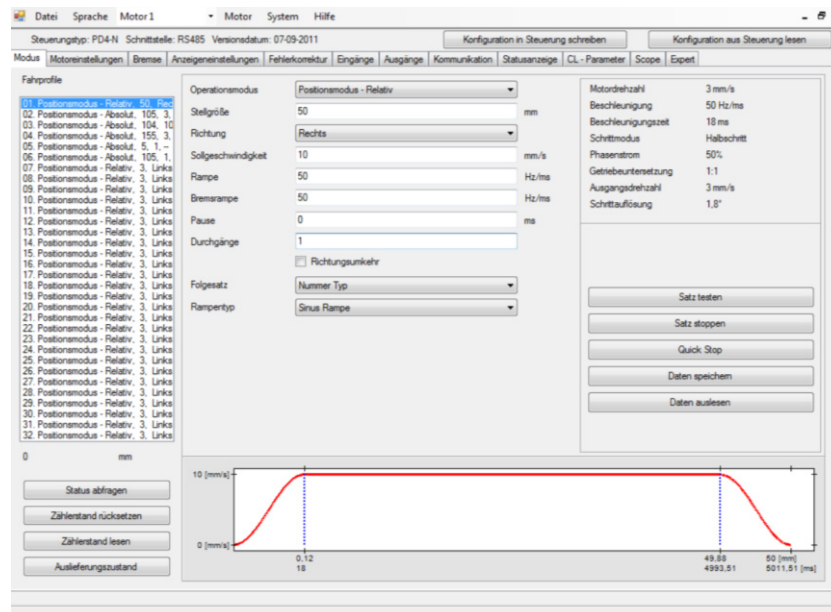 Datei Sprache Motor1 Motor System Hilfe
Steuerungstyp: PD4-N Schnittstelle: RS485 Versionsdatum: 07-09-2011 Konfiguration in Steuerung schreiben Konfiguration aus Steuerung lesen
Modus Motoreinstellungen Bremse Anzeigeneinstellungen Fehlerkorrektur Eingänge Ausgänge Kommunikation Statusanzeige CL - Parameter Scope Expert
Fahrprofile
01. Positionsmodus - Relativ, 50, Rec
02. Positionsmodus - Absolut, 105, 3,
03. Positionsmodus - Absolut, 104, 10
04. Positionsmodus - Absolut, 155, 3,
05. Positionsmodus - Absolut, 5, 1, –
06. Positionsmodus - Absolut, 105, 1,
07. Positionsmodus - Relativ, 3, Links
08. Positionsmodus - Relativ, 3, Links
09. Positionsmodus - Relativ, 3, Links
10. Positionsmodus - Relativ, 3, Links
11. Positionsmodus - Relativ, 3, Links
12. Positionsmodus - Relativ, 3, Links
13. Positionsmodus - Relativ, 3, Links
14. Positionsmodus - Relativ, 3, Links
15. Positionsmodus - Relativ, 3, Links
16. Positionsmodus - Relativ, 3, Links
17. Positionsmodus - Relativ, 3, Links
18. Positionsmodus - Relativ, 3, Links
19. Positionsmodus - Relativ, 3, Links
20. Positionsmodus - Relativ, 3, Links
21. Positionsmodus - Relativ, 3, Links
22. Positionsmodus - Relativ, 3, Links
23. Positionsmodus - Relativ, 3, Links
24. Positionsmodus - Relativ, 3, Links
25. Positionsmodus - Relativ, 3, Links
26. Positionsmodus - Relativ, 3, Links
27. Positionsmodus - Relativ, 3, Links
28. Positionsmodus - Relativ, 3, Links
29. Positionsmodus - Relativ, 3, Links
30. Positionsmodus - Relativ, 3, Links
31. Positionsmodus - Relativ, 3, Links
32. Positionsmodus - Relativ, 3, Links
0 mm
Status abfragen
Zählerstand rücksetzen
Zählerstand lesen
Auslieferungszustand
Operationsmodus Positionsmodus - Relativ
Stellgröße 50 mm
Richtung Rechts
Sollgeschwindigkeit 10 mm/s
Rampe 50 Hz/ms
Bremsrampe 50 Hz/ms
Pause 0 ms
Durchgänge 1
Richtungsumkehr
Folgesatz Nummer Typ
Rampentyp Sinus Rampe
Motordrehzahl 3 mm/s
Beschleunigung 50 Hz/ms
Beschleunigungszeit 18 ms
Schrittmodus Halbschritt
Phasenstrom 50%
Getriebeuntersetzung 1:1
Ausgangsdrehzahl 3 mm/s
Schrittauflösung 1,8°
Satz testen
Satz stoppen
Quick Stop
Daten speichern
Daten auslesen
10 [mm/s]
0 [mm/s]
0,12 49,88 50 [mm]
18 4993,51 5011,51 [ms]